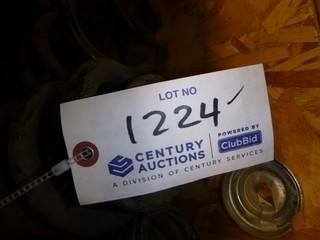 LOT NO
1224-
CENTURY AUCTIONS
POWERED BY
ClubBid
A DIVISION OF CENTURY SERVICES